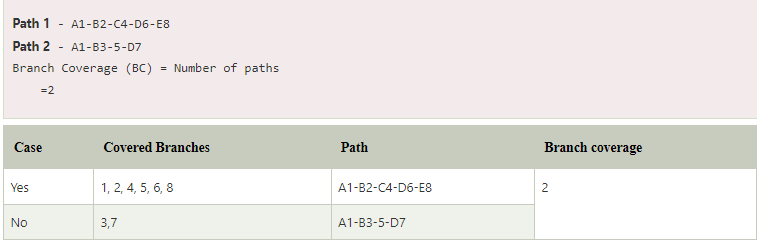 Path 1 - A1-B2-C4-D6-E8
Path 2 - A1-B3-5-D7
Branch Coverage (BC) = Number of paths
=2
Case Covered Branches Path Branch coverage
Yes 1, 2, 4, 5, 6, 8 A1-B2-C4-D6-E8 2
No 3,7 A1-B3-5-D7